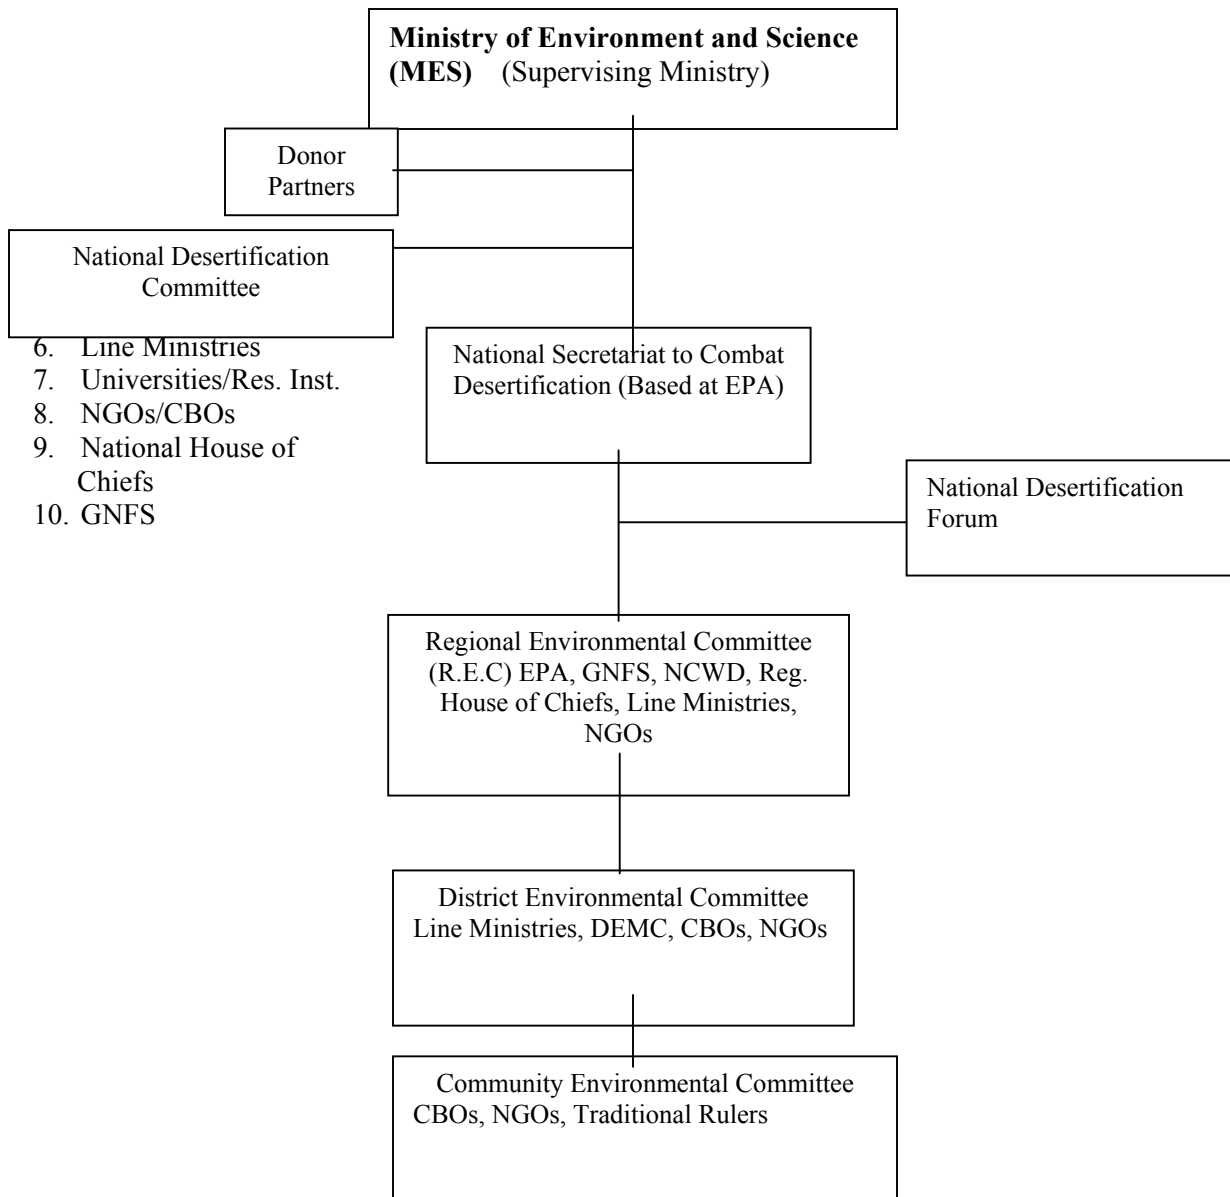 Ministry of Environment and Science
(MES) (Supervising Ministry)
Donor
Partners
National Desertification
Committee
6. Line Ministries
7. Universities/Res. Inst.
8. NGOs/CBOs
9. National House of
Chiefs
10. GNFS
National Secretariat to Combat
Desertification (Based at EPA)
National Desertification
Forum
Regional Environmental Committee
(R.E.C) EPA, GNFS, NCWD, Reg.
House of Chiefs, Line Ministries,
NGOs
District Environmental Committee
Line Ministries, DEMC, CBOs, NGOs
Community Environmental Committee
CBOs, NGOs, Traditional Rulers